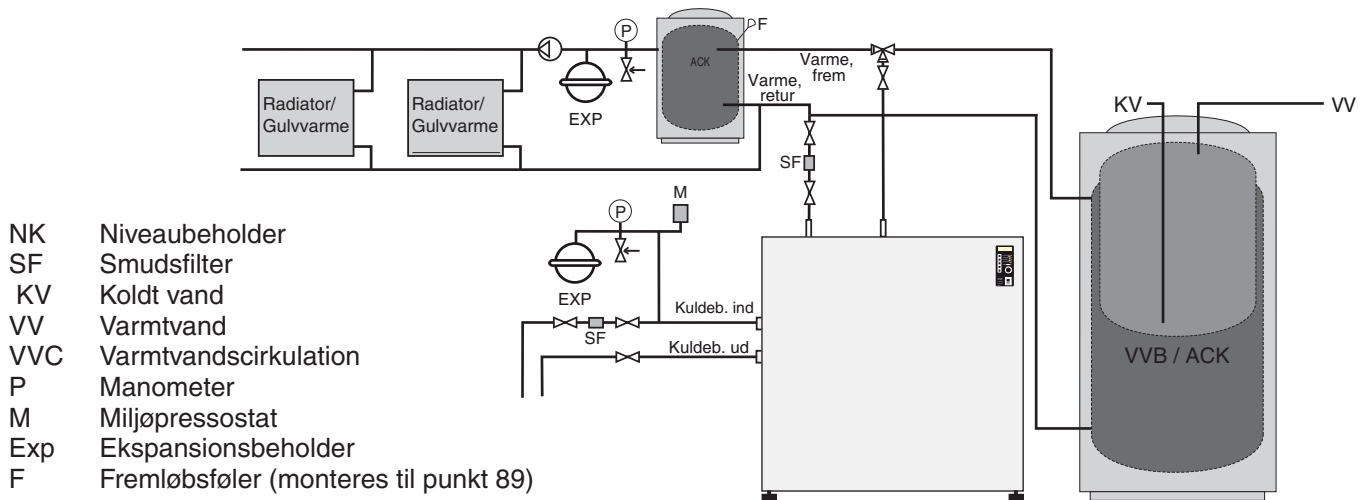 P
F
ACK
Varme,
frem
Varme,
retur
Radiator/
Gulvvarme
Radiator/
Gulvvarme
EXP
KV
VV
SF
M
P
EXP
Kuldeb. ind
SF
Kuldeb. ud
VVB / ACK
NK Niveaubeholder
SF Smudsfilter
KV Koldt vand
VV Varmtvand
VVC Varmtvandscirkulation
P Manometer
M Miljøpressostat
Exp Ekspansionsbeholder
F Fremløbsføler (monteres til punkt 89)